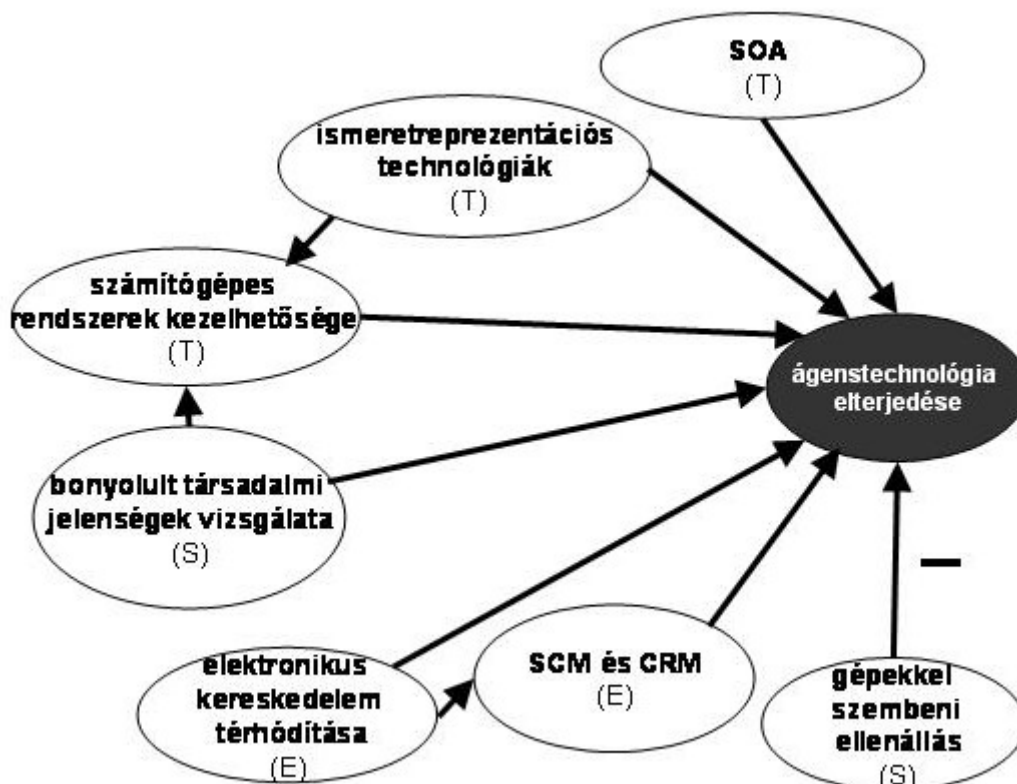 SOA
(T)
ismeretreprezentációs
technológiák
(T)
számítógépes
rendszerek kezelhetősége
(T)
ágenstechnológia
elterjedése
bonyolult társadalmi
jelenségek vizsgálata
(S)
elektronikus
kereskedelem
térhódítása
(E)
SCM és CRM
(E)
gépekkel
szembeni
ellenállás
(S)